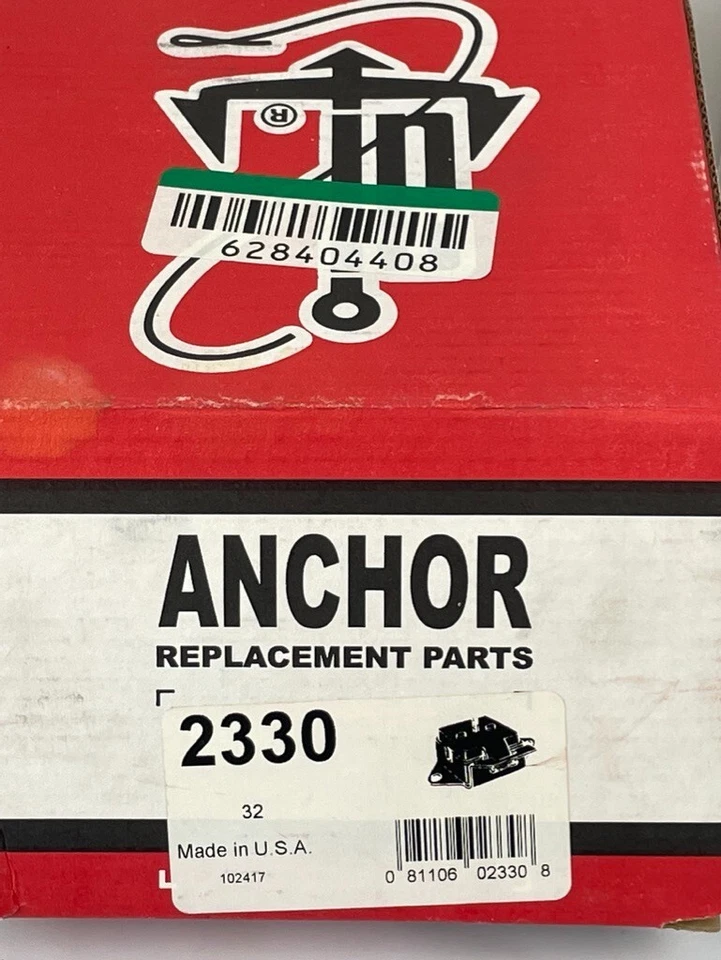 ®
628404408
ANCHOR
REPLACEMENT PARTS
2330
32
Made in U.S.A.
102417
0 81106 02330 8